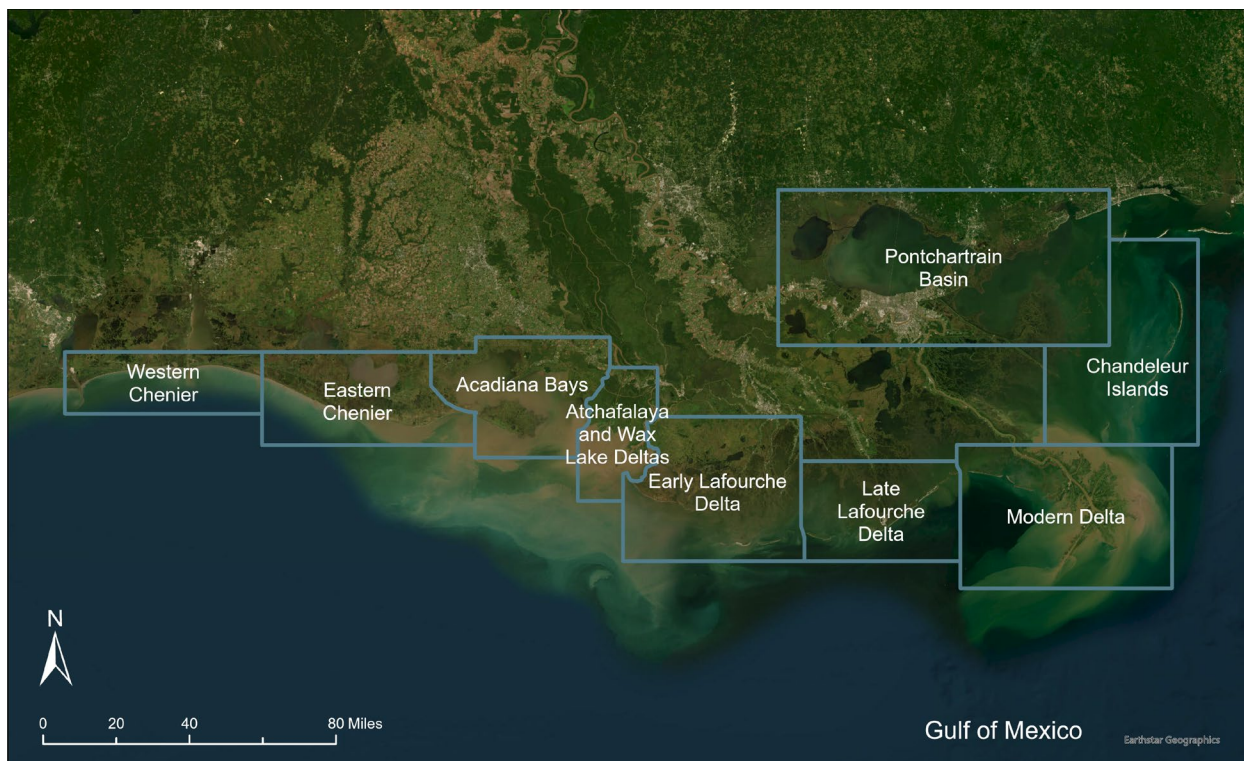 Pontchartrain
Basin
Chandeleur
Islands
Western
Chenier
Eastern
Chenier
Acadiana Bays
Atchafalaya
and Wax
Lake Deltas
Early Lafourche
Delta
Late
Lafourche
Delta
Modern Delta
N
0 20 40 80 Miles
Gulf of Mexico
Earthstar Geographics